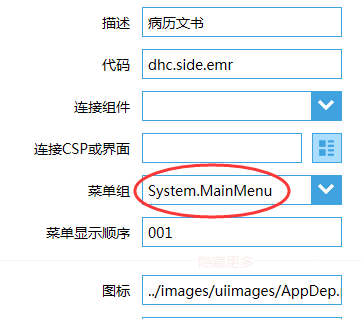 描述 病历文书
代码 dhc.side.emr
连接组件
连接CSP或界面
菜单组 System.MainMenu
菜单显示顺序 001
隐藏更多
图标 ../images/uiimages/AppDep.